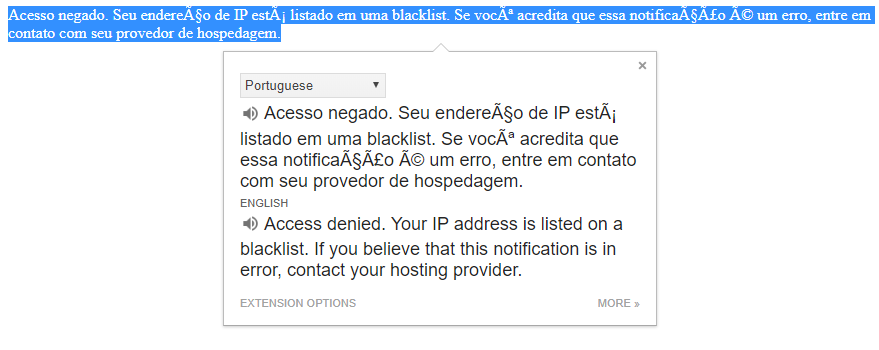 Acesso negado. Seu endereÃ§o de IP estÃ¡ listado em uma blacklist. Se vocÃª acredita que essa notificaÃ§Ã£o Ã© um erro, entre em
contato com seu provedor de hospedagem.
×
Portuguese
Acesso negado. Seu endereÃ§o de IP estÃ¡
listado em uma blacklist. Se vocÃª acredita que
essa notificaÃ§Ã£o Ã© um erro, entre em contato
com seu provedor de hospedagem.
ENGLISH
Access denied. Your IP address is listed on a
blacklist. If you believe that this notification is in
error, contact your hosting provider.
EXTENSION OPTIONS
MORE »